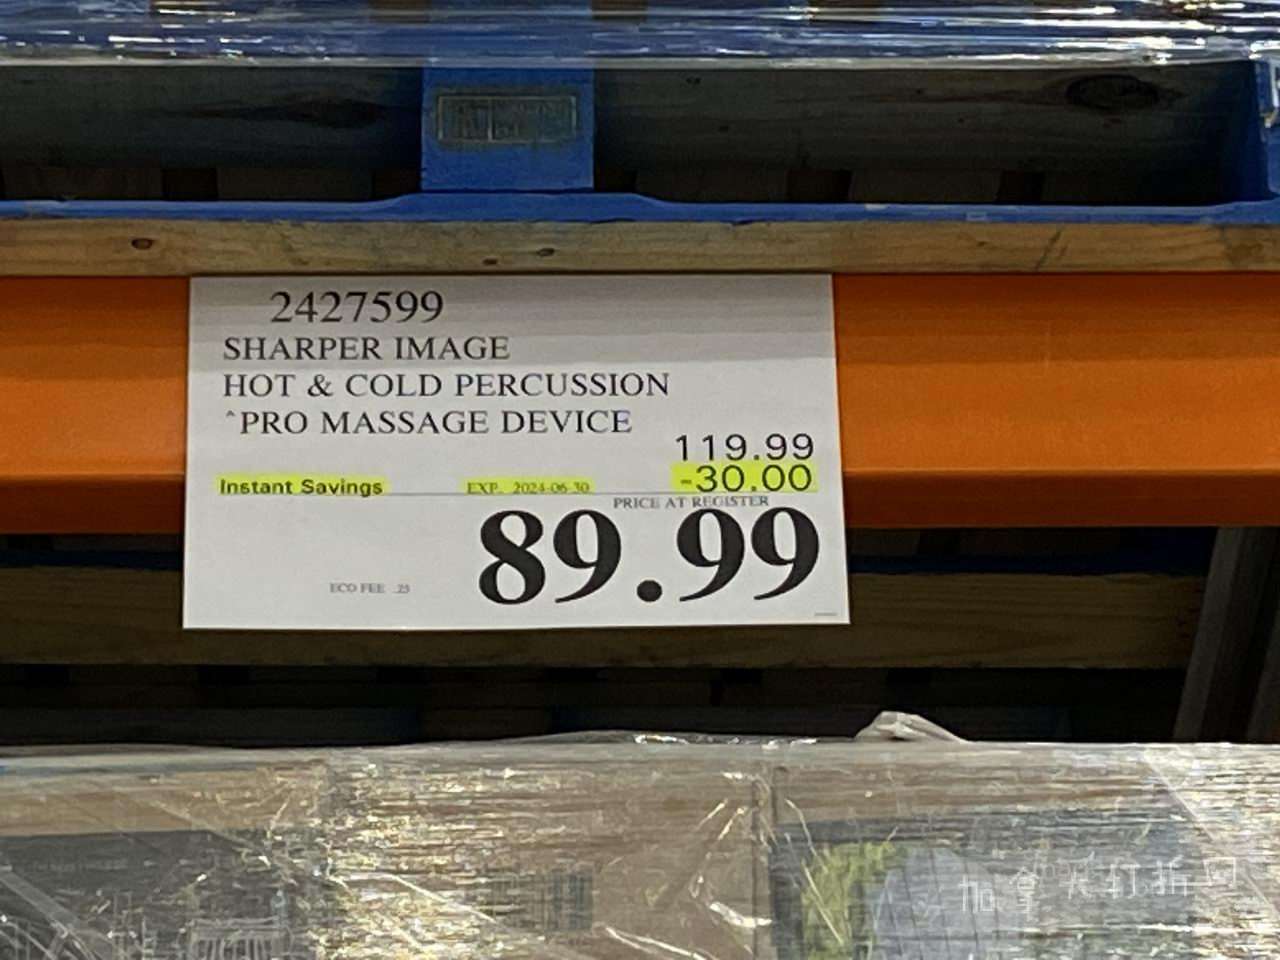 2427599
SHARPER IMAGE
HOT & COLD PERCUSSION
^PRO MASSAGE DEVICE
119.99
Instant Savings EXP. 2024-06-30 -30.00
PRICE AT REGISTER
89.99
ECO FEE .25
加拿大打折网